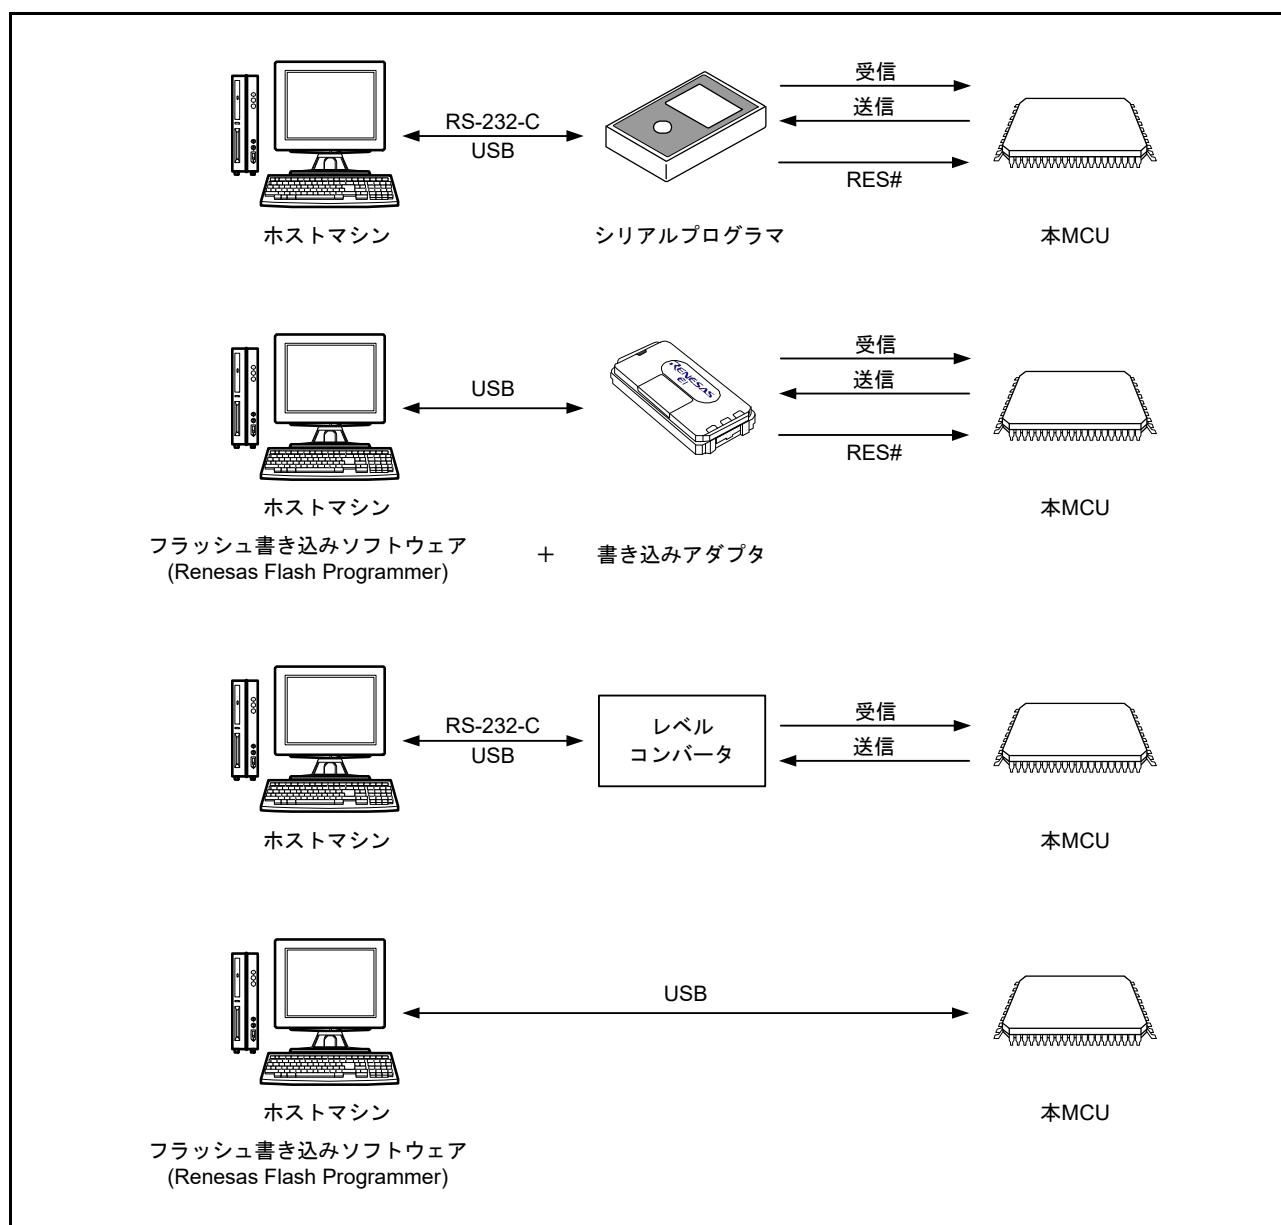 受信
RS-232-C
送信
USB
RES#
ホストマシン
シリアルプログラマ
本MCU
受信
USB
送信
RENESAS
E1
RES#
ホストマシン
本MCU
フラッシュ書き込みソフトウェア
(Renesas Flash Programmer)
+
書き込みアダプタ
RS-232-C
USB
レベル
コンバータ
受信
送信
ホストマシン
本MCU
USB
ホストマシン
本MCU
フラッシュ書き込みソフトウェア
(Renesas Flash Programmer)